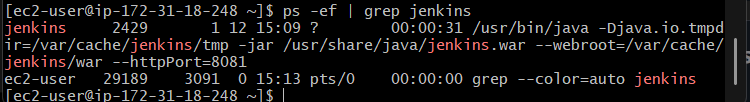 [ec2-user@ip-172-31-18-248 ~]$ ps -ef | grep jenkins
jenkins     2429       1 12 15:09 ?        00:00:31 /usr/bin/java -Djava.io.tmpd
ir=/var/cache/jenkins/tmp -jar /usr/share/java/jenkins.war --webroot=/var/cache/
jenkins/war --httpPort=8081
ec2-user   29189    3091  0 15:13 pts/0    00:00:00 grep --color=auto jenkins
[ec2-user@ip-172-31-18-248 ~]$